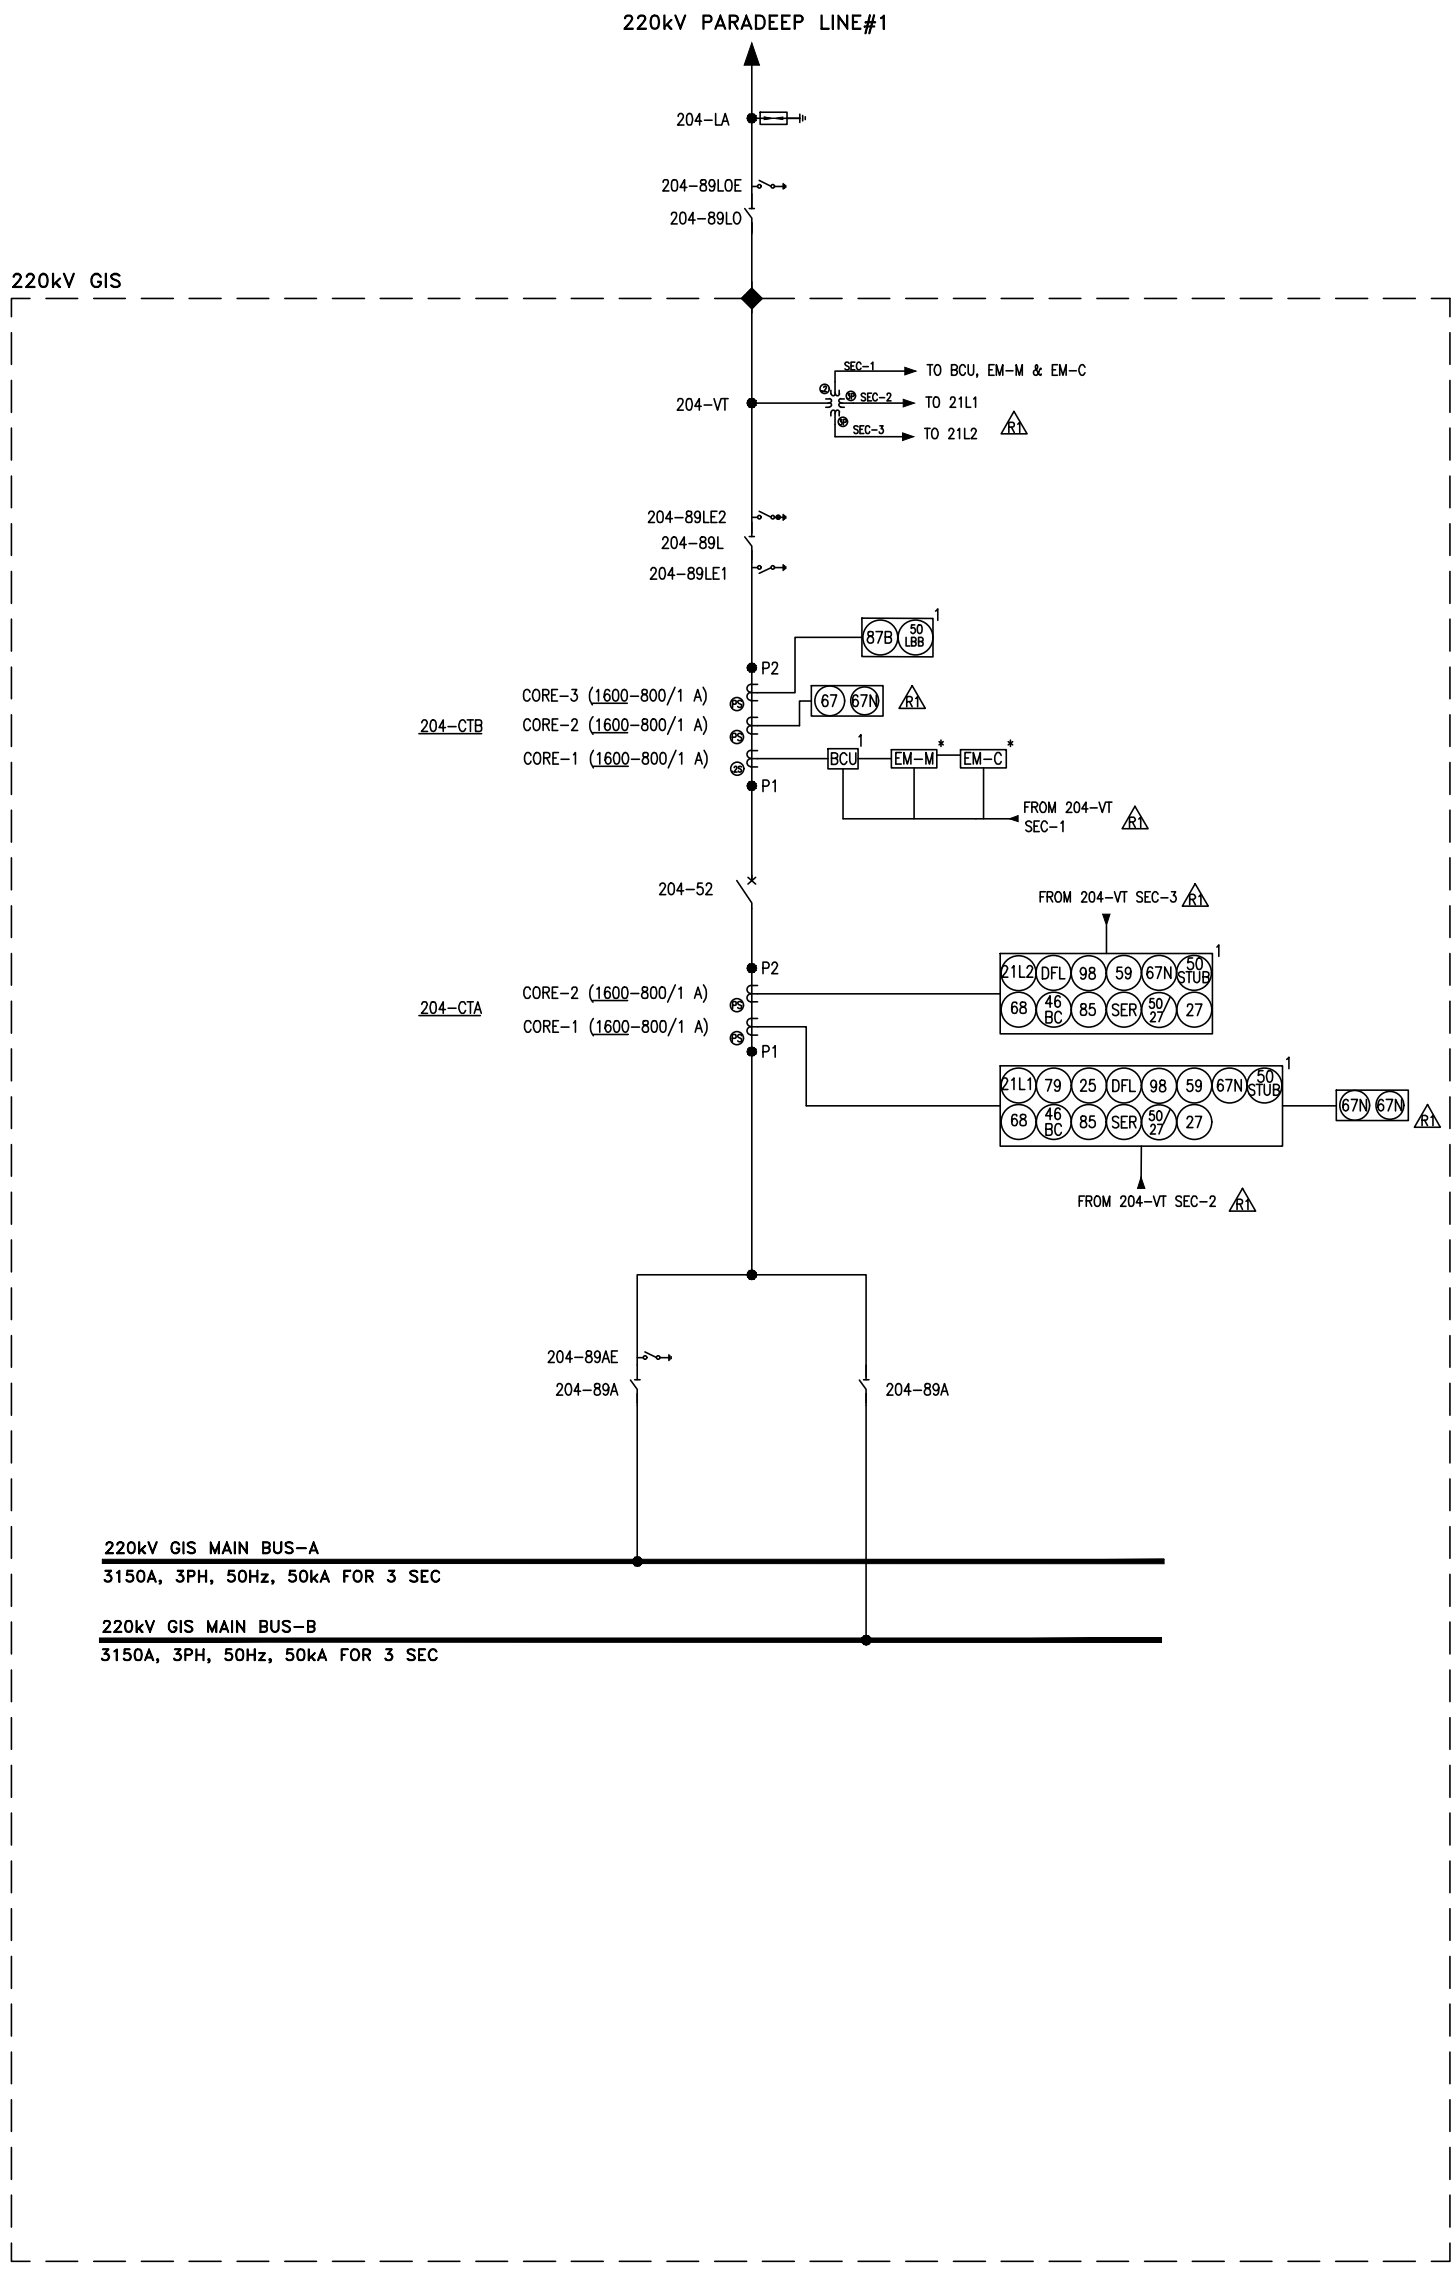 220kV PARADEEP LINE#1
204-LA
204-89LOE
204-89LO
220kV GIS
SEC-1
TO BCU, EM-M & EM-C
2
204-VT
3P
SEC-2
TO 21L1
3P
SEC-3
TO 21L2
R1
204-89LE2
204-89L
204-89LE1
1
87B
50
LBB
P2
CORE-3 (1600-800/1 A)
PS
67
67N
R1
204-CTB
CORE-2 (1600-800/1 A)
PS
CORE-1 (1600-800/1 A)
2S
1
BCU
EM-M
*
EM-C
*
P1
FROM 204-VT
SEC-1
R1
204-52
FROM 204-VT SEC-3
R1
1
P2
21L2
DFL
98
59
67N
50
STUB
CORE-2 (1600-800/1 A)
PS
204-CTA
68
46
BC
85
SER
50/
27
27
CORE-1 (1600-800/1 A)
PS
P1
1
21L1
79
25
DFL
98
59
67N
50
STUB
67N
67N
R1
68
46
BC
85
SER
50/
27
27
FROM 204-VT SEC-2
R1
204-89AE
204-89A
204-89A
220kV GIS MAIN BUS-A
3150A, 3PH, 50Hz, 50kA FOR 3 SEC
220kV GIS MAIN BUS-B
3150A, 3PH, 50Hz, 50kA FOR 3 SEC